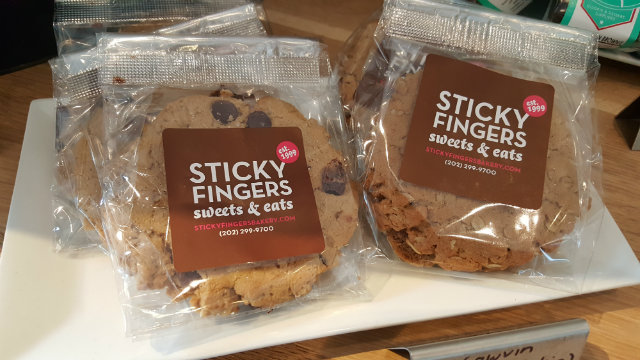 STICKY
FINGERS
est.
1999
sweets & eats
STICKYFINGERSBAKERY.COM
(202) 299-9700
STICKY
FINGERS
est.
1999
sweets & eats
STICKYFINGERSBAKERY.COM
(202) 299-9700